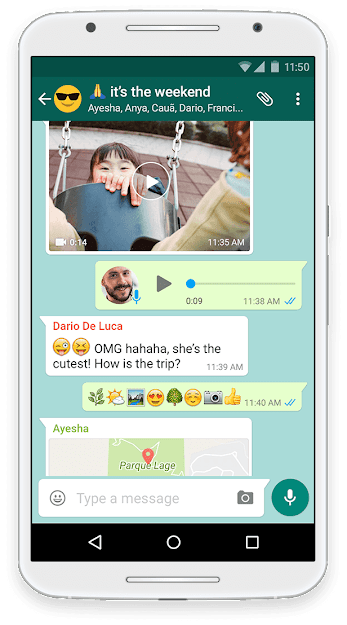 11:50
🙏 it's the weekend
Ayesha, Anya, Cauã, Dario, Franci...
0:14
11:35 AM
0:09
11:38 AM
Dario De Luca
😜😝 OMG hahaha, she's the
cutest! How is the trip?
11:39 AM
🌿🌤🏞😍🌳☺📷👍
11:40 AM
Ayesha
Parque Lage
Type a message